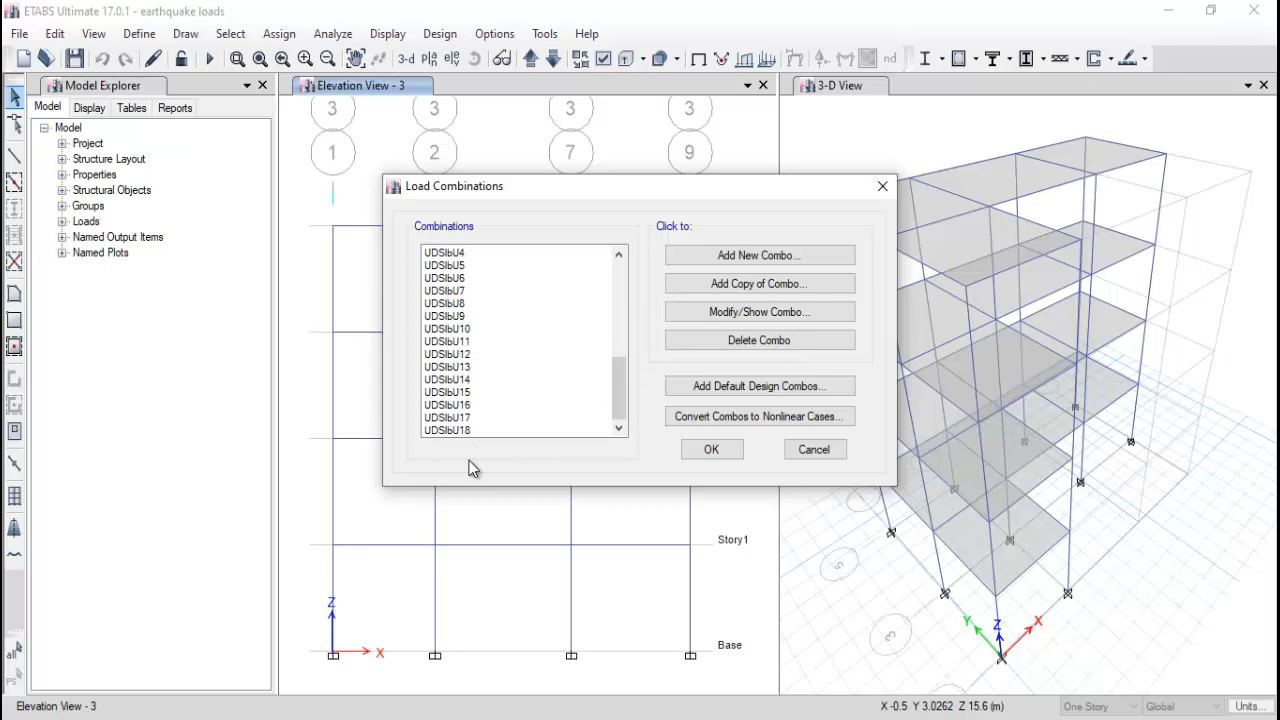 ETABS Ultimate 17.0.1 - earthquake loads
File Edit View Define Draw Select Assign Analyze Display Design Options Tools Help
3-d
nd
Model Explorer
Elevation View - 3
3-D View
Model Display Tables Reports
Model
Project
Structure Layout
Properties
Structural Objects
Groups
Loads
Named Output Items
Named Plots
3 3 3 3
1 2 7 9
Load Combinations
Combinations
UDSlbU4
UDSlbU5
UDSlbU6
UDSlbU7
UDSlbU8
UDSlbU9
UDSlbU10
UDSlbU11
UDSlbU12
UDSlbU13
UDSlbU14
UDSlbU15
UDSlbU16
UDSlbU17
UDSlbU18
Click to:
Add New Combo...
Add Copy of Combo...
Modify/Show Combo...
Delete Combo
Add Default Design Combos...
Convert Combos to Nonlinear Cases...
OK
Cancel
Story1
Base
Z
X
Y
Z
X
all
PS
Elevation View - 3
X -0.5 Y 3.0262 Z 15.6 (m)
One Story
Global
Units...